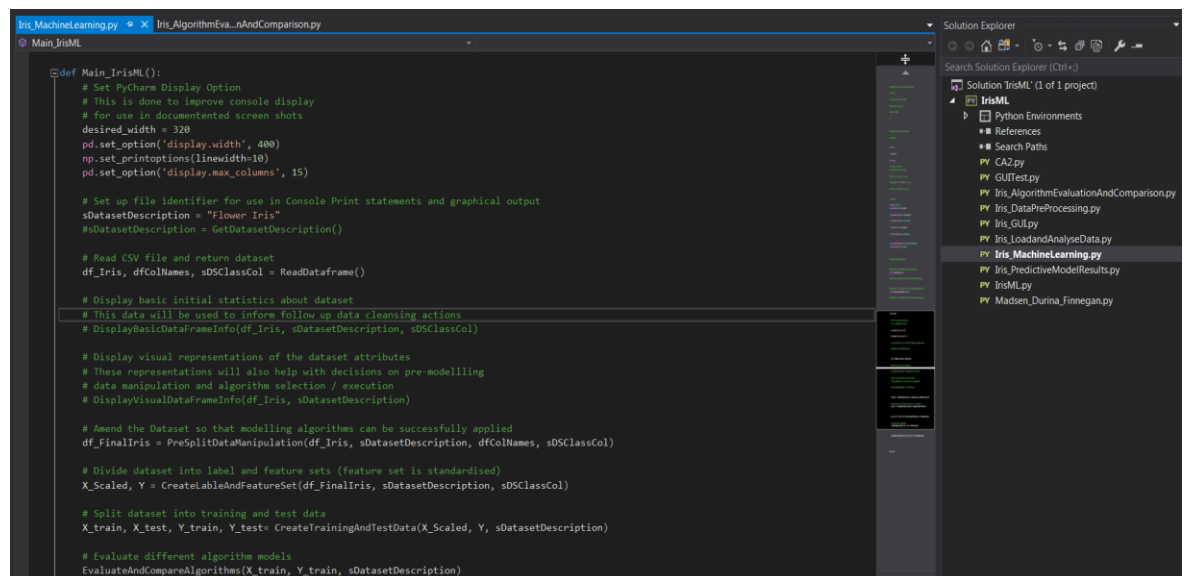 Iris_MachineLearning.py
Iris_AlgorithmEva...nAndComparison.py
Main_IrisML
def Main_IrisML():
# Set PyCharm Display Option
# This is done to improve console display
# for use in documentented screen shots
desired_width = 320
pd.set_option('display.width', 400)
np.set_printoptions(linewidth=10)
pd.set_option('display.max_columns', 15)
# Set up file identifier for use in Console Print statements and graphical output
sDatasetDescription = "Flower Iris"
#sDatasetDescription = GetDatasetDescription()
# Read CSV file and return dataset
df_Iris, dfColNames, sDSClassCol = ReadDataframe()
# Display basic initial statistics about dataset
# This data will be used to inform follow up data cleansing actions
# DisplayBasicDataFrameInfo(df_Iris, sDatasetDescription, sDSClassCol)
# Display visual representations of the dataset attributes
# These representations will also help with decisions on pre-modellling
# data manipulation and algorithm selection / execution
# DisplayVisualDataFrameInfo(df_Iris, sDatasetDescription)
# Amend the Dataset so that modelling algorithms can be successfully applied
df_FinalIris = PreSplitDataManipulation(df_Iris, sDatasetDescription, dfColNames, sDSClassCol)
# Divide dataset into label and feature sets (feature set is standardised)
X_Scaled, Y = CreateLableAndFeatureSet(df_FinalIris, sDatasetDescription, sDSClassCol)
# Split dataset into training and test data
X_train, X_test, Y_train, Y_test= CreateTrainingAndTestData(X_Scaled, Y, sDatasetDescription)
# Evaluate different algorithm models
EvaluateAndCompareAlgorithms(X_train, Y_train, sDatasetDescription)
Solution Explorer
Search Solution Explorer (Ctrl+;)
Solution 'IrisML' (1 of 1 project)
PY IrisML
Python Environments
References
Search Paths
PY CA2.py
PY GUITest.py
PY Iris_AlgorithmEvaluationAndComparison.py
PY Iris_DataPreProcessing.py
PY Iris_GUI.py
PY Iris_LoadandAnalyseData.py
PY Iris_MachineLearning.py
PY Iris_PredictiveModelResults.py
PY IrisML.py
PY Madsen_Durina_Finnegan.py